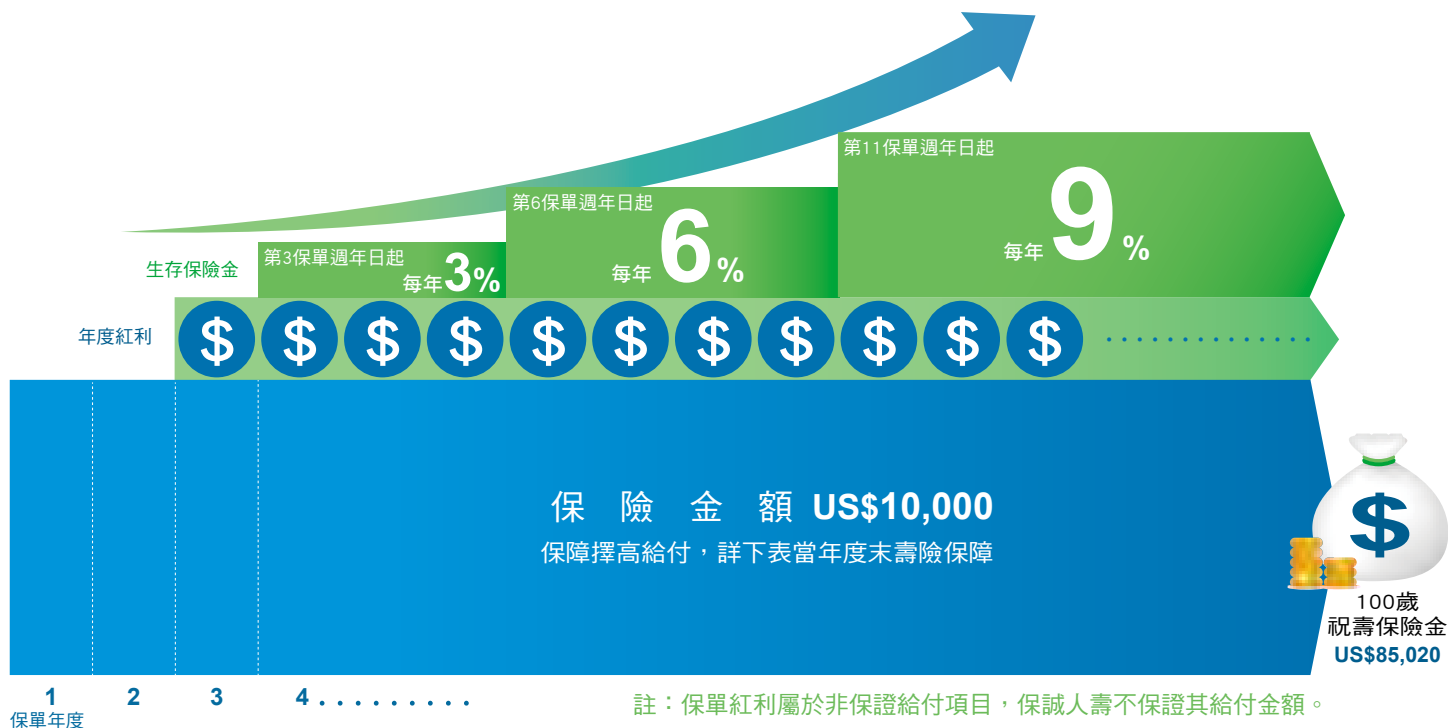 第11保單週年日起
每年9%
第6保單週年日起
每年6%
生存保險金
第3保單週年日起
每年3%
年度紅利
$ $ $ $ $ $ $ $ $ $ $ ..............
保險金額 US$10,000
保障擇高給付，詳下表當年度末壽險保障
$
100歲
祝壽保險金
US$85,020
1 2 3 4.........
保單年度
註：保單紅利屬於非保證給付項目，保誠人壽不保證其給付金額。